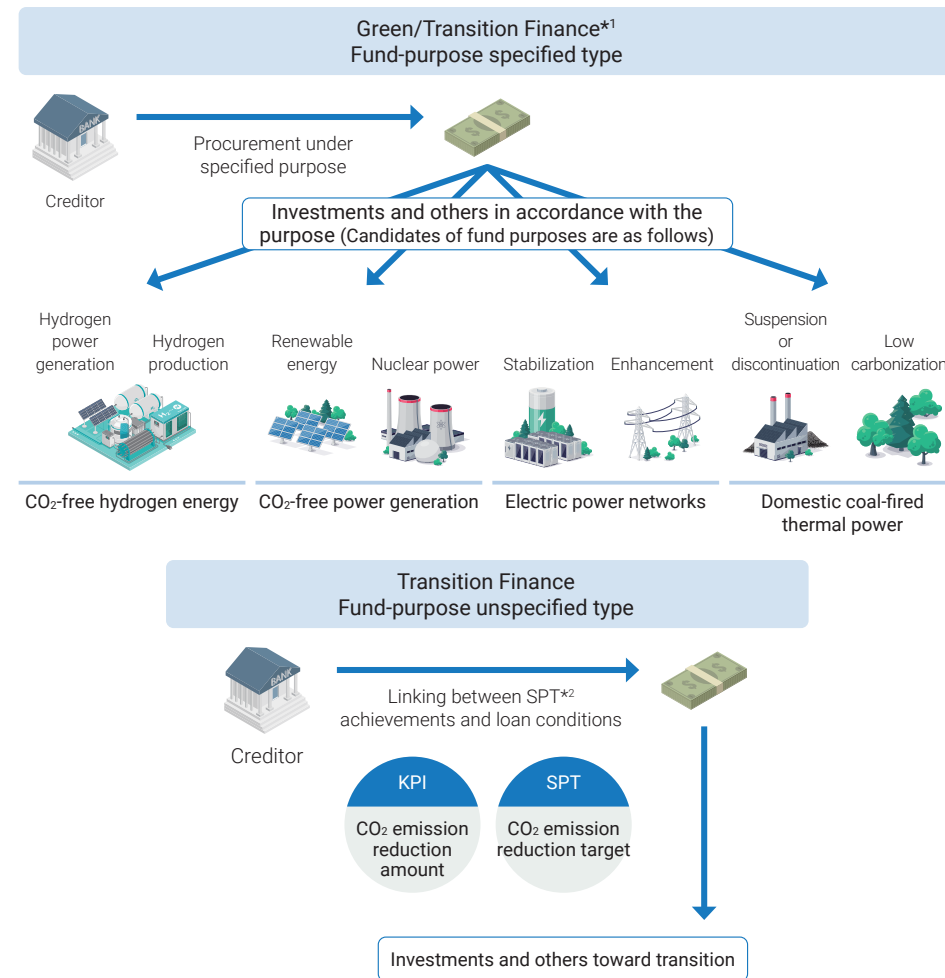 Green/Transition Finance*1
Fund-purpose specified type
BANK
Procurement under
specified purpose
Creditor
Investments and others in accordance with the
purpose (Candidates of fund purposes are as follows)
Hydrogen
power
generation
Hydrogen
production
Renewable
energy
Nuclear power
Stabilization
Enhancement
Suspension
or
discontinuation
Low
carbonization
CO₂-free hydrogen energy
CO₂-free power generation
Electric power networks
Domestic coal-fired
thermal power
Transition Finance
Fund-purpose unspecified type
BANK
Linking between SPT*2
achievements and loan conditions
Creditor
KPI
CO₂ emission
reduction
amount
SPT
CO₂ emission
reduction target
Investments and others toward transition